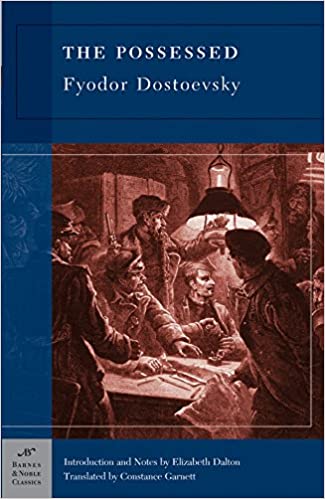 THE POSSESSED
Fyodor Dostoevsky
B&N
BARNES
& NOBLE
CLASSICS
Introduction and Notes by Elizabeth Dalton
Translated by Constance Garnett